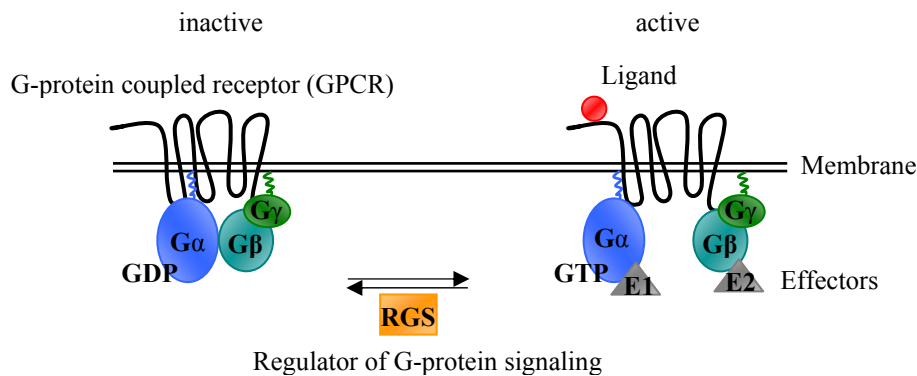 inactive
active
G-protein coupled receptor (GPCR)
Ligand
Membrane
Gγ
Gα
Gβ
GDP
Gγ
Gα
Gβ
GTP
E1
E2
Effectors
RGS
Regulator of G-protein signaling